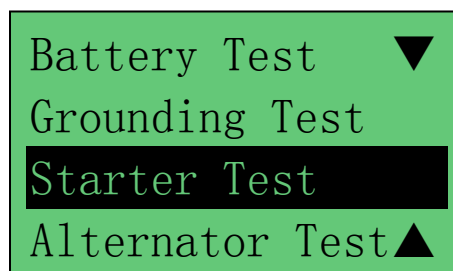 Battery Test ▼
Grounding Test
Starter Test
Alternator Test▲